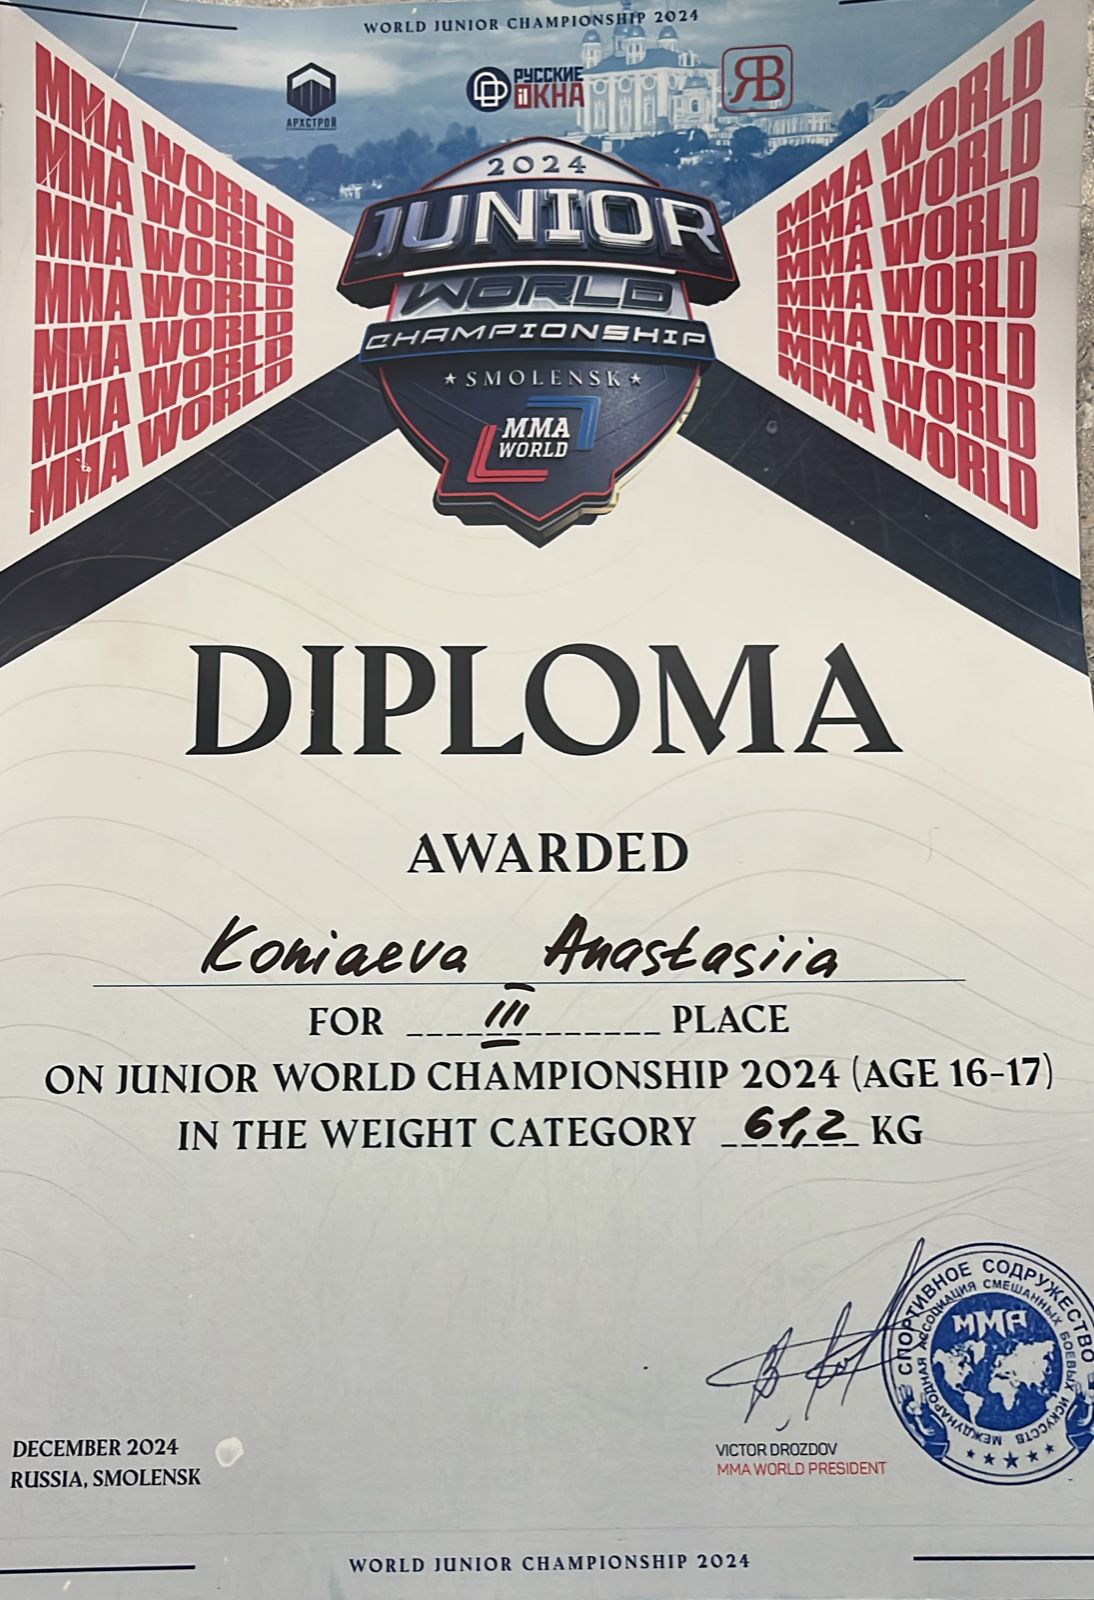 WORLD JUNIOR CHAMPIONSHIP 2024
АРХСТРОЙ
РУССКИЕ ОКНА
ЯВ
MMA WORLD
MMA WORLD
MMA WORLD
MMA WORLD
MMA WORLD
MMA WORLD
MMA WORLD
MMA WORLD
MMA WORLD
MMA WORLD
MMA WORLD
MMA WORLD
MMA WORLD
MMA WORLD
2024
JUNIOR
WORLD
CHAMPIONSHIP
★SMOLENSK★
MMA
WORLD
DIPLOMA
AWARDED
Koniaeva Anastasiia
FOR III PLACE
ON JUNIOR WORLD CHAMPIONSHIP 2024 (AGE 16-17)
IN THE WEIGHT CATEGORY 61,2 KG
СПОРТИВНОЕ СОДРУЖЕСТВО
МЕЖДУНАРОДНАЯ АССОЦИАЦИЯ СМЕШАННЫХ БОЕВЫХ ИСКУССТВ
MMA
VICTOR DROZDOV
MMA WORLD PRESIDENT
DECEMBER 2024
RUSSIA, SMOLENSK
WORLD JUNIOR CHAMPIONSHIP 2024